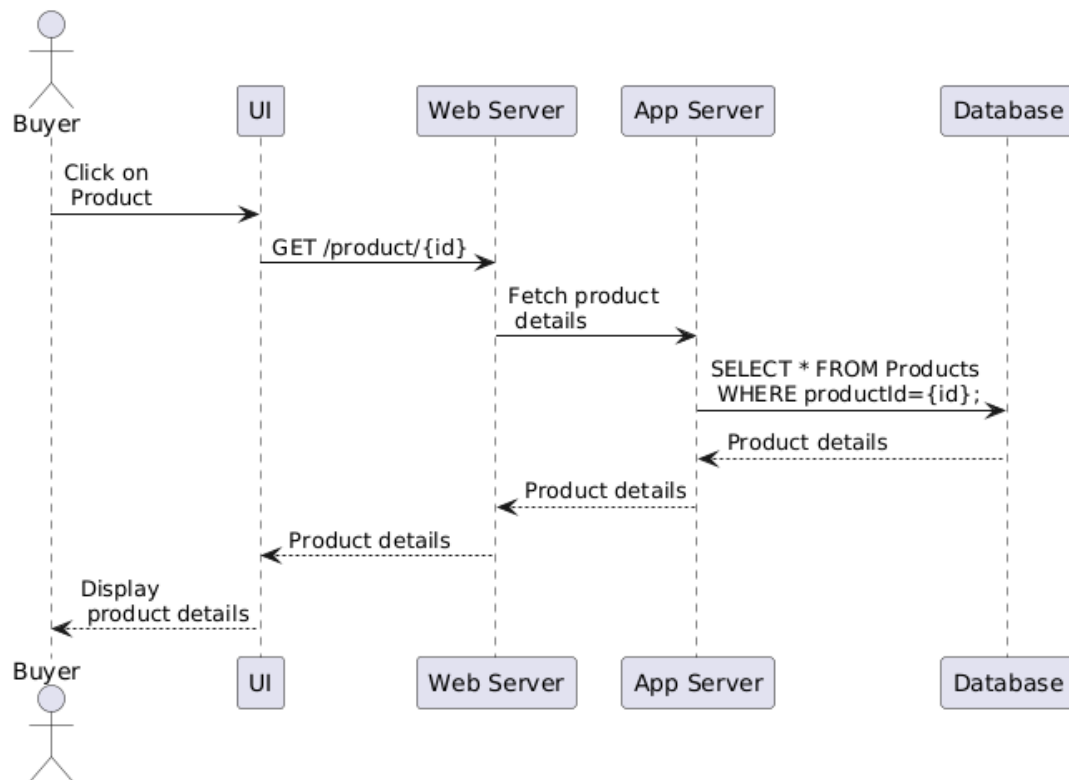 Buyer
UI
Web Server
App Server
Database
Click on
Product
GET /product/{id}
Fetch product
details
SELECT * FROM Products
WHERE productId={id};
Product details
Product details
Product details
Display
product details
Buyer
UI
Web Server
App Server
Database